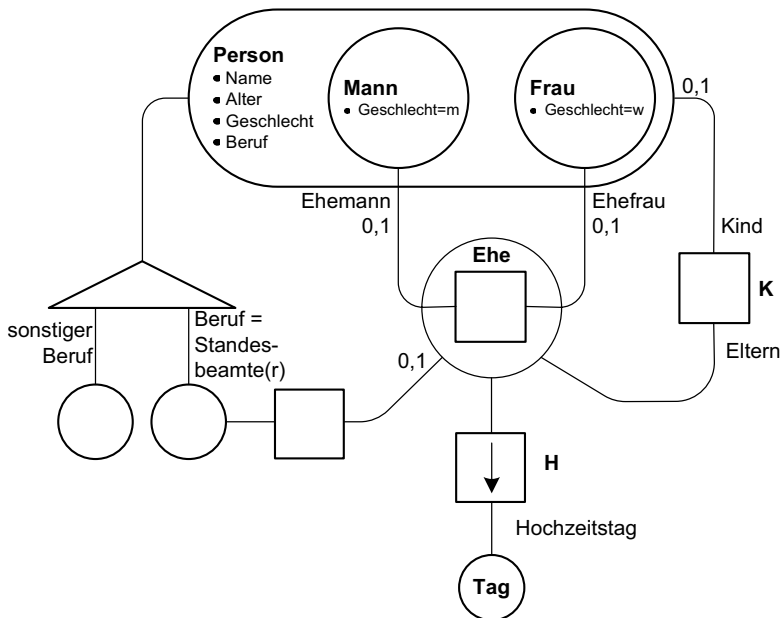 Person
• Name
• Alter
• Geschlecht
• Beruf
Mann
• Geschlecht=m
Frau
• Geschlecht=w
0,1
Ehemann
0,1
Ehefrau
0,1
Kind
Ehe
K
sonstiger
Beruf
Beruf =
Standes-
beamte(r)
0,1
Eltern
H
Hochzeitstag
Tag